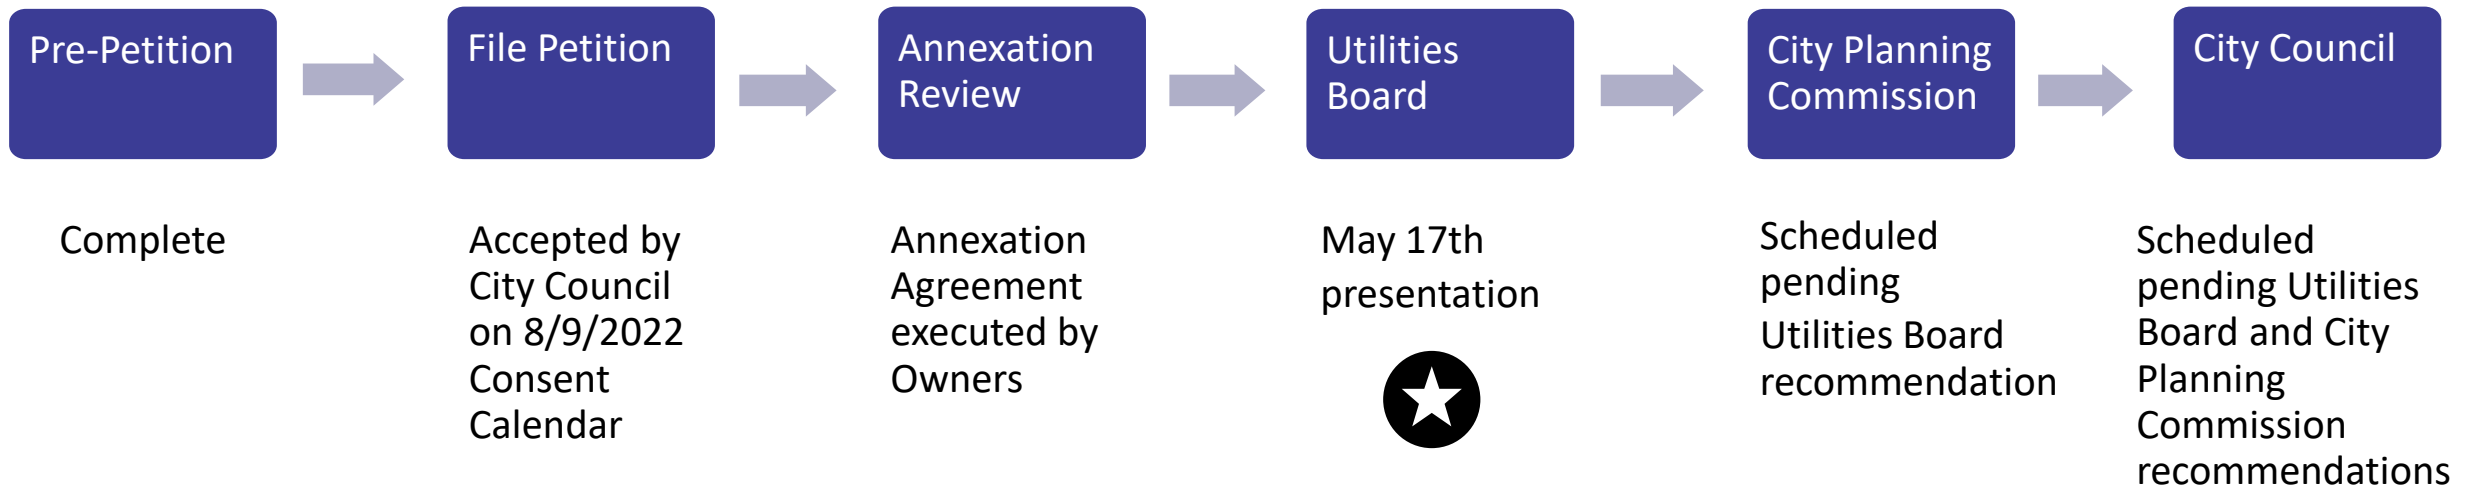 Pre-Petition
File Petition
Annexation
Review
Utilities
Board
City Planning
Commission
City Council
Complete
Accepted by
City Council
on 8/9/2022
Consent
Calendar
Annexation
Agreement
executed by
Owners
May 17th
presentation
Scheduled
pending
Utilities Board
recommendation
Scheduled
pending Utilities
Board and City
Planning
Commission
recommendations